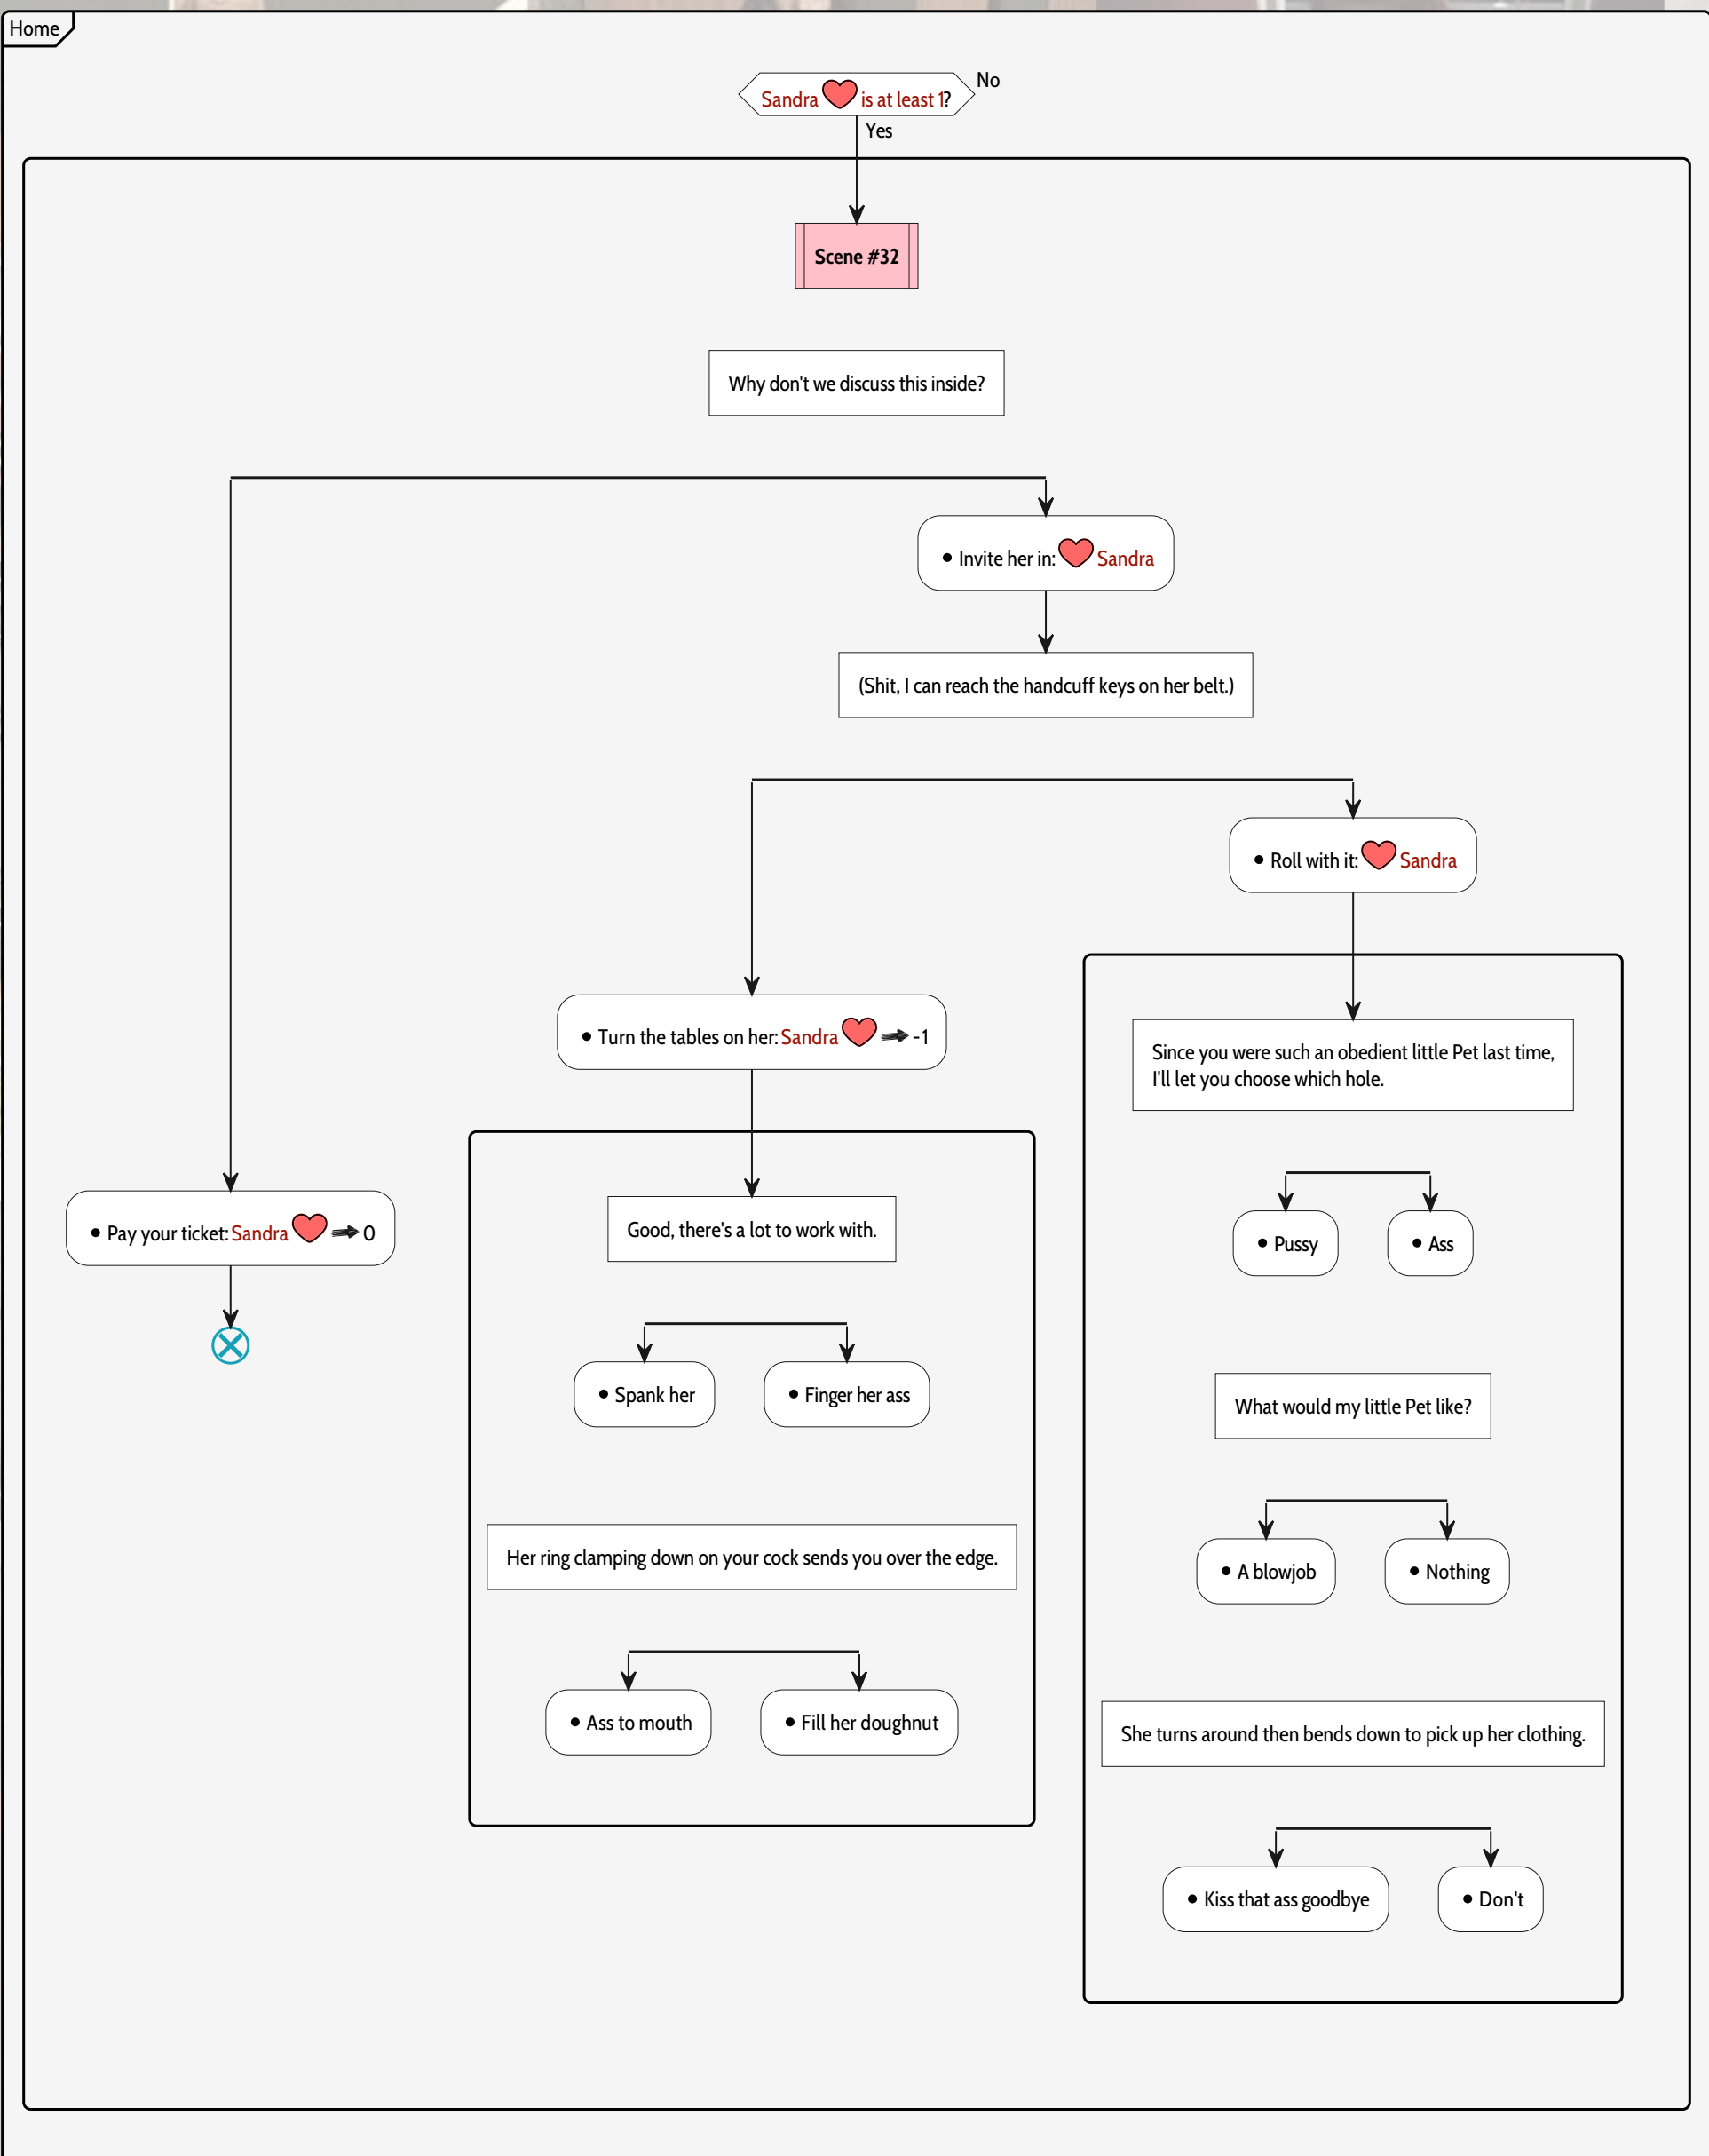 Home
Sandra is at least 1?
No
Yes
Scene #32
Why don't we discuss this inside?
• Invite her in: Sandra
(Shit, I can reach the handcuff keys on her belt.)
• Roll with it: Sandra
• Turn the tables on her: Sandra -1
Since you were such an obedient little Pet last time,
I'll let you choose which hole.
• Pay your ticket: Sandra 0
Good, there's a lot to work with.
• Pussy
• Ass
• Spank her
• Finger her ass
What would my little Pet like?
Her ring clamping down on your cock sends you over the edge.
• A blowjob
• Nothing
• Ass to mouth
• Fill her doughnut
She turns around then bends down to pick up her clothing.
• Kiss that ass goodbye
• Don't